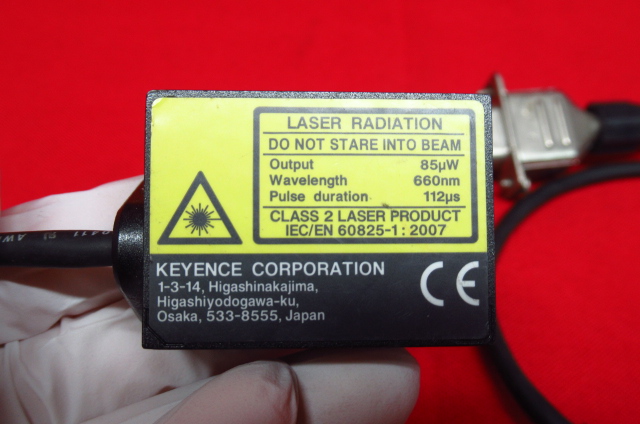 LASER RADIATION
DO NOT STARE INTO BEAM
Output 85µW
Wavelength 660nm
Pulse duration 112µs
CLASS 2 LASER PRODUCT
IEC/EN 60825-1 : 2007
KEYENCE CORPORATION
1-3-14, Higashinakajima,
Higashiyodogawa-ku,
Osaka, 533-8555, Japan
CE